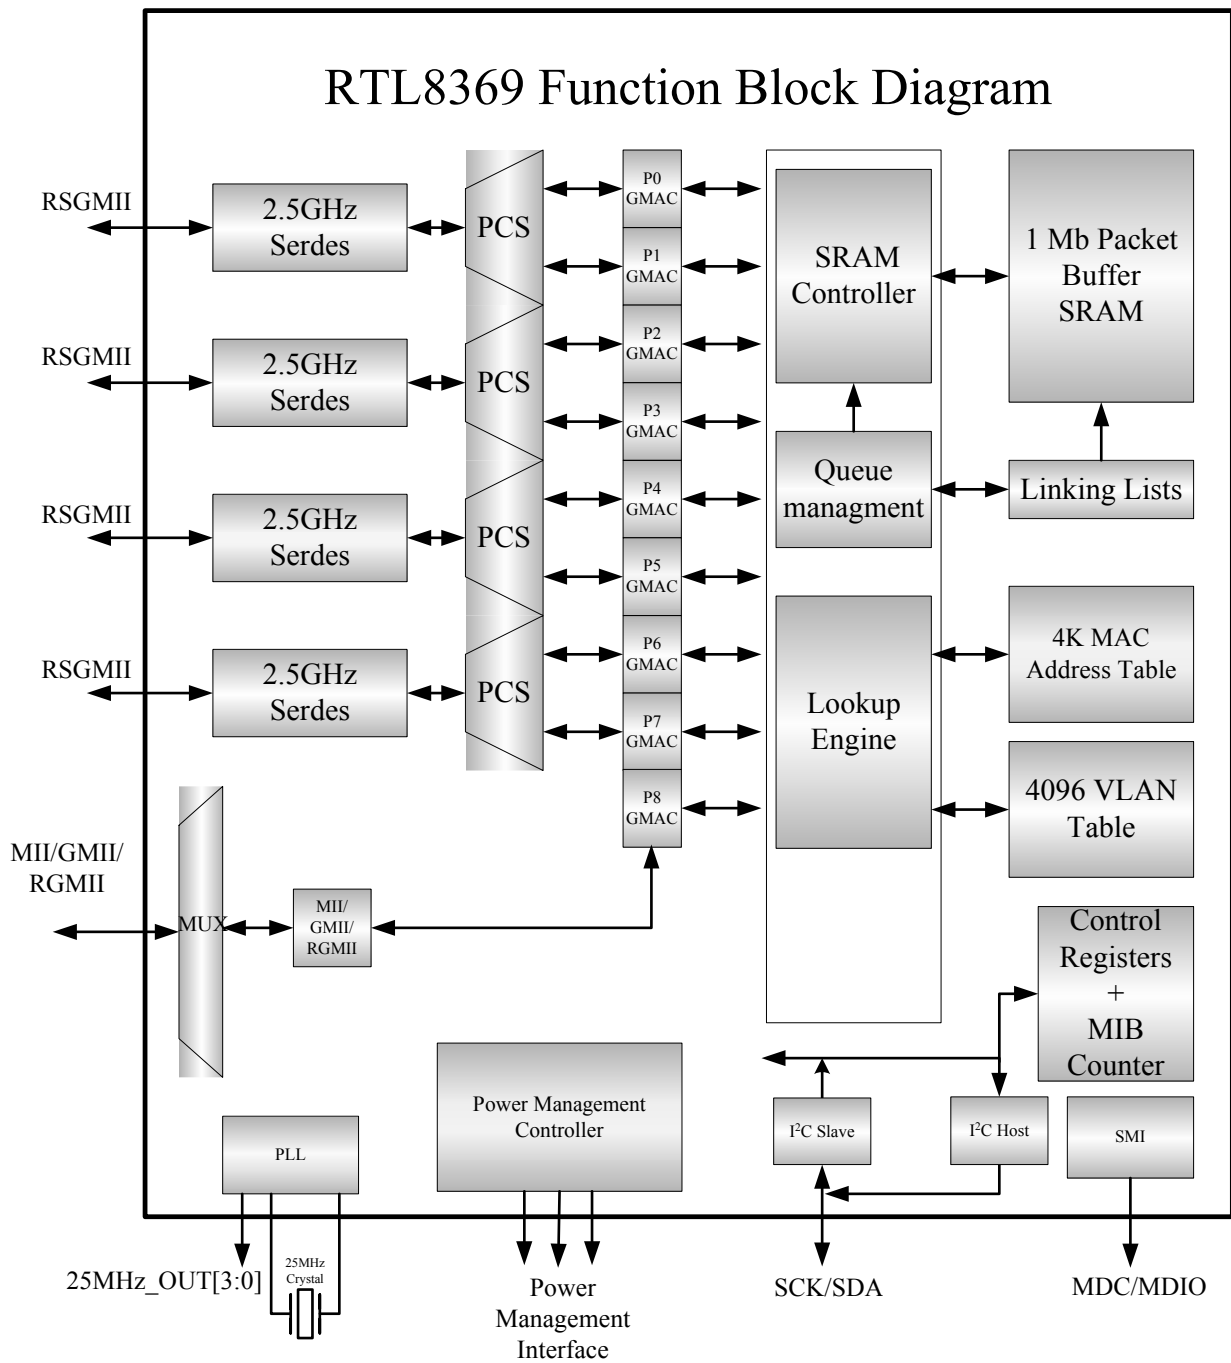 RTL8369 Function Block Diagram
RSGMII
2.5GHz
Serdes
PCS
P0
GMAC
P1
GMAC
SRAM
Controller
1 Mb Packet
Buffer
SRAM
RSGMII
2.5GHz
Serdes
PCS
P2
GMAC
P3
GMAC
Queue
managment
Linking Lists
RSGMII
2.5GHz
Serdes
PCS
P4
GMAC
P5
GMAC
RSGMII
2.5GHz
Serdes
PCS
P6
GMAC
P7
GMAC
P8
GMAC
Lookup
Engine
4K MAC
Address Table
4096 VLAN
Table
MII/GMII/
RGMII
MUX
MII/
GMII/
RGMII
Control
Registers
+
MIB
Counter
PLL
Power Management
Controller
I²C Slave
I²C Host
SMI
25MHz_OUT[3:0]
25MHz
Crystal
Power
Management
Interface
SCK/SDA
MDC/MDIO